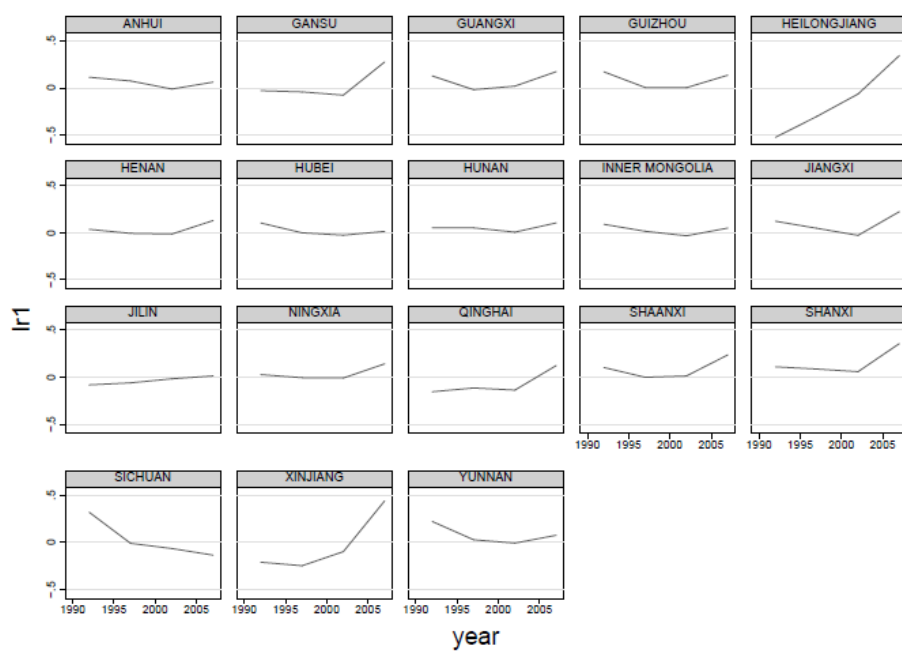 ANHUI GANSU GUANGXI GUIZHOU HEILONGJIANG
.5
0
-.5
HENAN HUBEI HUNAN INNER MONGOLIA JIANGXI
.5
0
-.5
JILIN NINGXIA QINGHAI SHAANXI SHANXI
.5
0
-.5
1990 1995 2000 2005 1990 1995 2000 2005
SICHUAN XINJIANG YUNNAN
.5
0
-.5
1990 1995 2000 2005 1990 1995 2000 2005 1990 1995 2000 2005
lr1
year